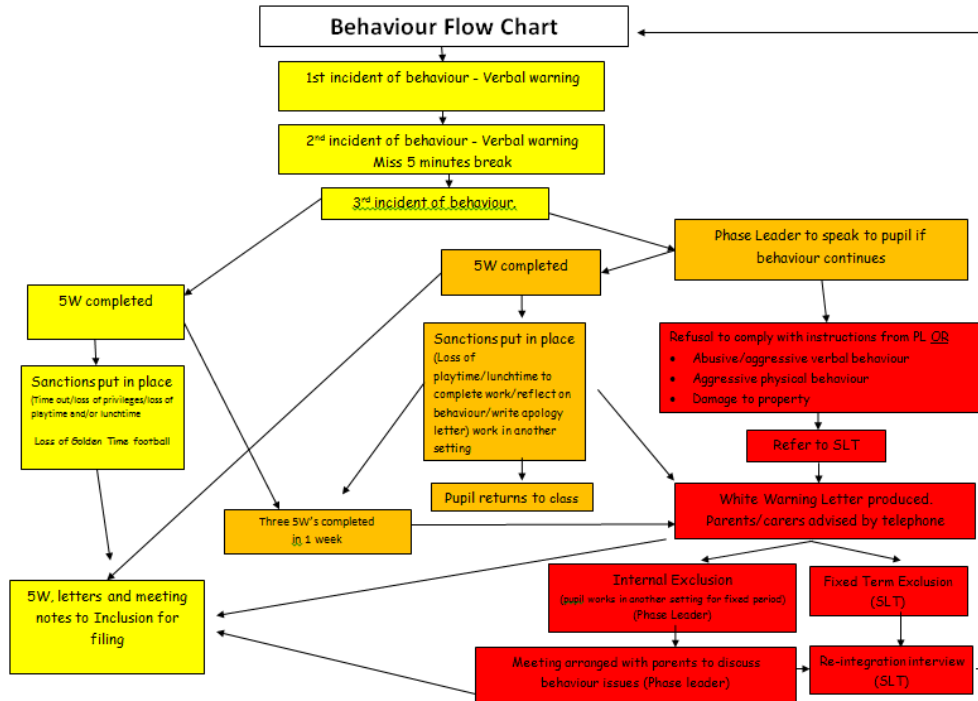 Behaviour Flow Chart
1st incident of behaviour - Verbal warning
2nd incident of behaviour - Verbal warning
Miss 5 minutes break
3rd incident of behaviour.
Phase Leader to speak to pupil if
behaviour continues
5W completed
5W completed
Sanctions put in place
(Loss of
playtime/lunchtime to
complete work/reflect on
behaviour/write apology
letter) work in another
setting
Refusal to comply with instructions from PL OR
• Abusive/aggressive verbal behaviour
• Aggressive physical behaviour
• Damage to property
Sanctions put in place
(Time out/loss of privileges/loss of
playtime and/or lunchtime
Loss of Golden Time football
Refer to SLT
Pupil returns to class
White Warning Letter produced.
Parents/carers advised by telephone
Three 5W's completed
in 1 week
Internal Exclusion
(pupil works in another setting for fixed period)
(Phase Leader)
Fixed Term Exclusion
(SLT)
5W, letters and meeting
notes to Inclusion for
filing
Meeting arranged with parents to discuss
behaviour issues (Phase leader)
Re-integration interview
(SLT)